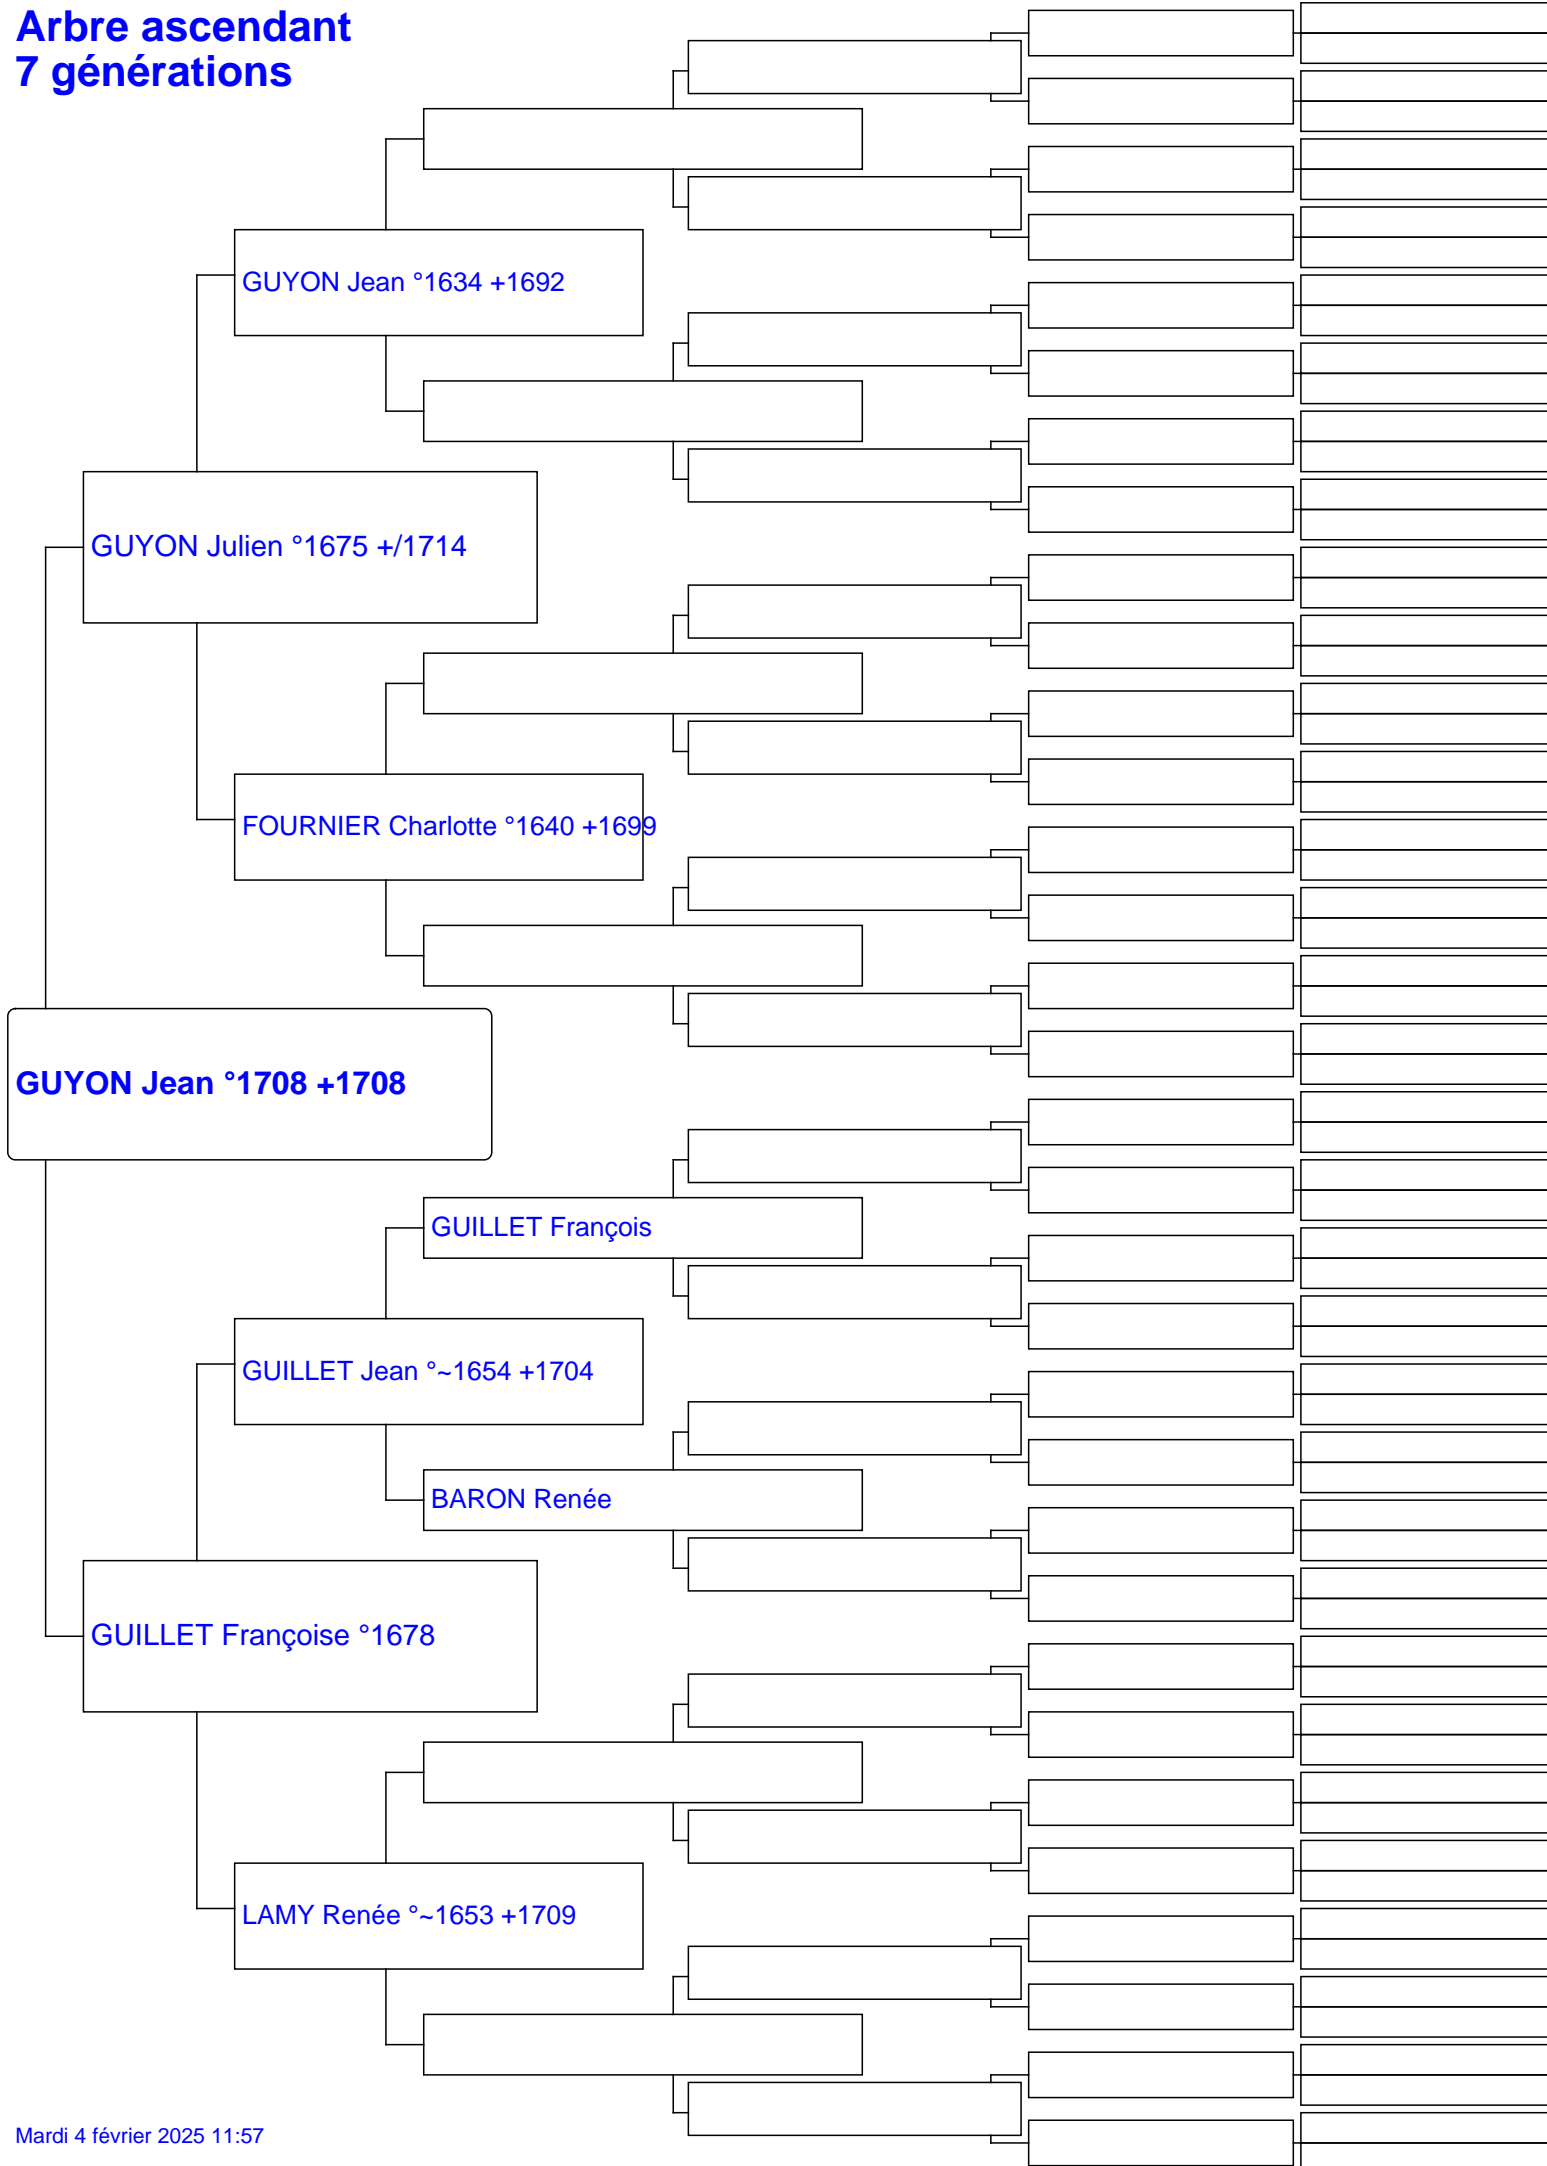 Arbre ascendant
7 générations
GUYON Jean °1634 +1692
GUYON Julien °1675 +/1714
FOURNIER Charlotte °1640 +1699
GUYON Jean °1708 +1708
GUILLET François
GUILLET Jean °~1654 +1704
BARON Renée
GUILLET Françoise °1678
LAMY Renée °~1653 +1709
Mardi 4 février 2025 11:57